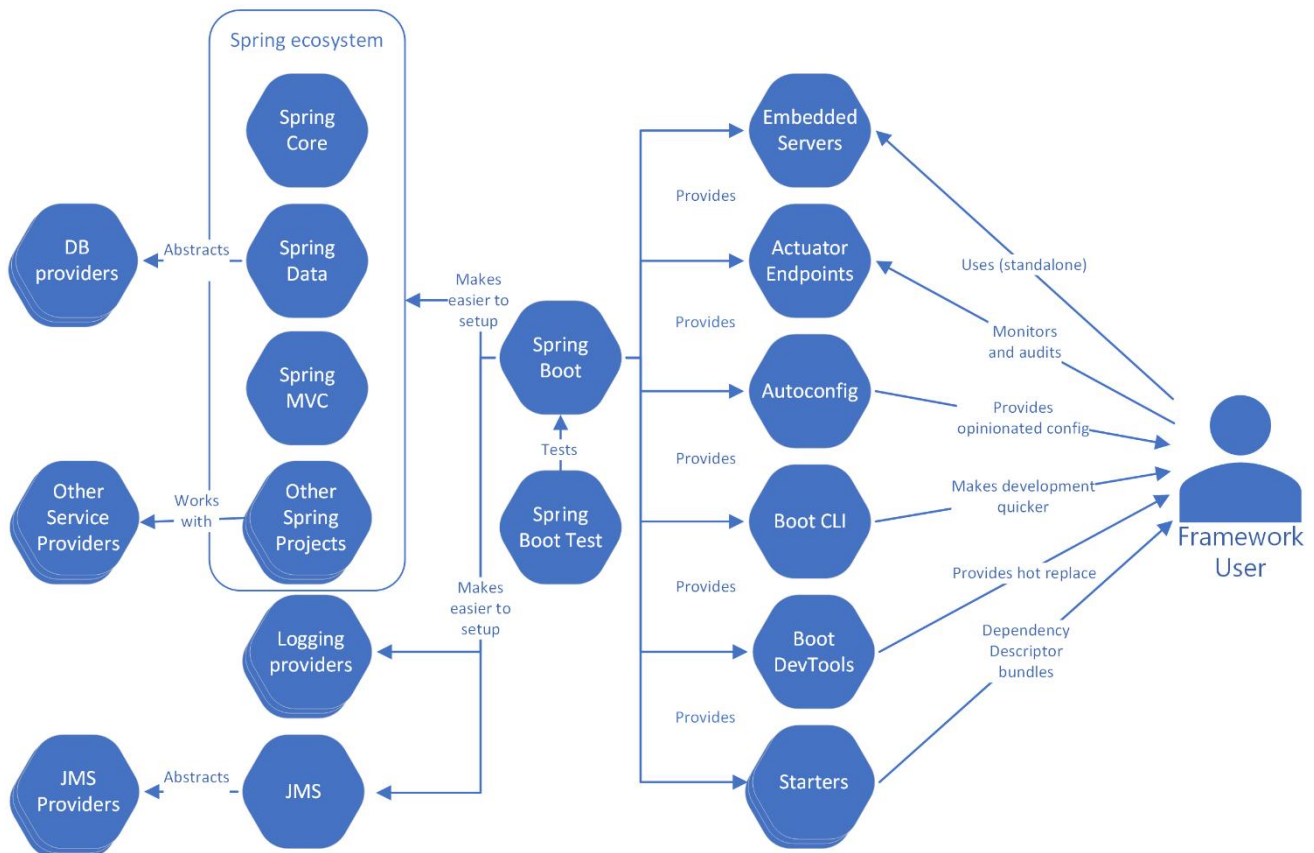 Spring ecosystem
Spring
Core
DB
providers
Abstracts
Spring
Data
Spring
MVC
Other
Service
Providers
Works
with
Other
Spring
Projects
Logging
providers
JMS
Providers
Abstracts
JMS
Makes
easier to
setup
Makes
easier to
setup
Spring
Boot
Tests
Spring
Boot Test
Provides
Provides
Provides
Provides
Provides
Embedded
Servers
Actuator
Endpoints
Autoconfig
Boot CLI
Boot
DevTools
Starters
Uses (standalone)
Monitors
and audits
Provides
opinionated config
Makes development
quicker
Provides hot replace
Dependency
Descriptor
bundles
Framework
User